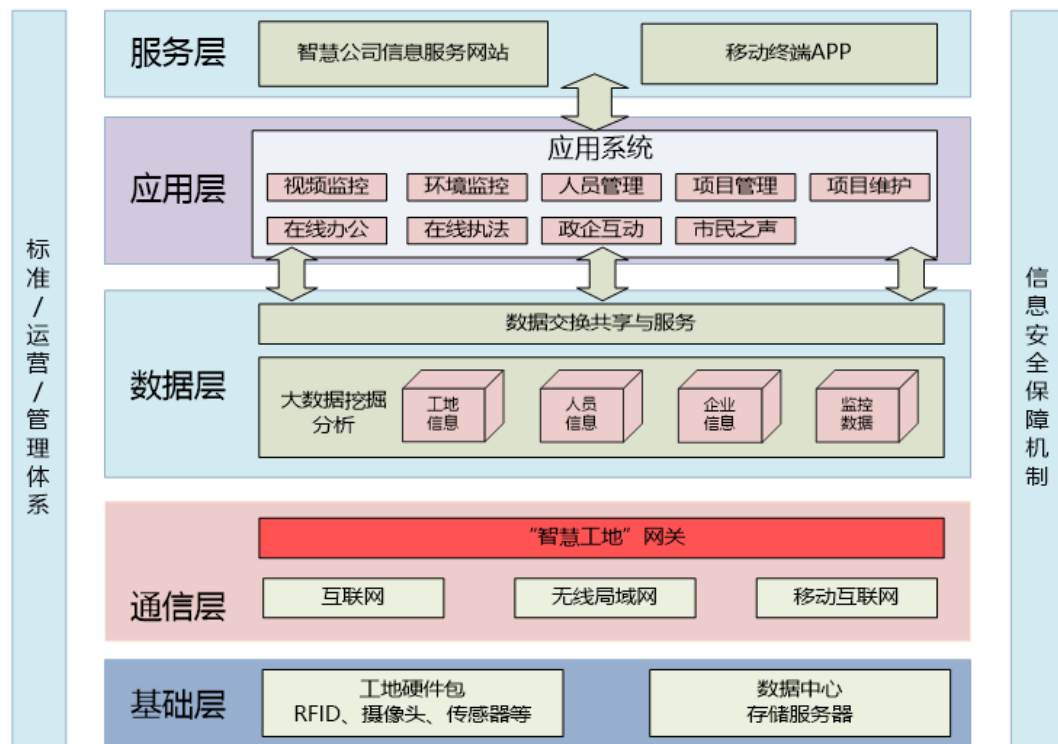 标准/运营/管理体系
服务层
智慧公司信息服务网站
移动终端APP
应用层
应用系统
视频监控
环境监控
人员管理
项目管理
项目维护
在线办公
在线执法
政企互动
市民之声
数据层
数据交换共享与服务
大数据挖掘
分析
工地
信息
人员
信息
企业
信息
监控
数据
通信层
“智慧工地”网关
互联网
无线局域网
移动互联网
基础层
工地硬件包
RFID、摄像头、传感器等
数据中心
存储服务器
信息安全保障机制